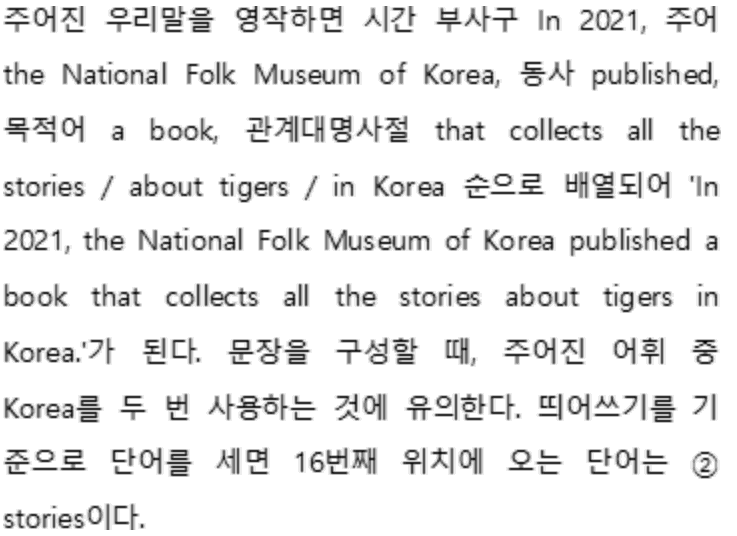 주어진 우리말을 영작하면 시간 부사구 In 2021, 주어
the National Folk Museum of Korea, 동사 published,
목적어 a book, 관계대명사절 that collects all the
stories / about tigers / in Korea 순으로 배열되어 'In
2021, the National Folk Museum of Korea published a
book that collects all the stories about tigers in
Korea.'가 된다. 문장을 구성할 때, 주어진 어휘 중
Korea를 두 번 사용하는 것에 유의한다. 띄어쓰기를 기
준으로 단어를 세면 16번째 위치에 오는 단어는 ②
stories이다.